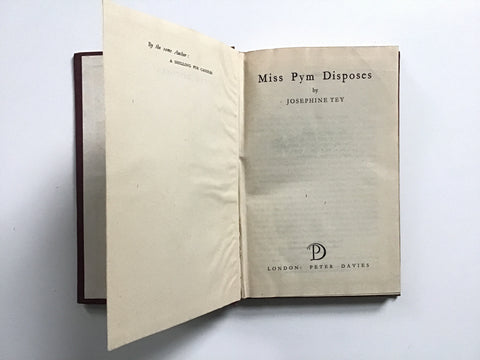 By the same Author:
A SHILLING FOR CANDLES
Miss Pym Disposes
by
JOSEPHINE TEY
PD
LONDON: PETER DAVIES